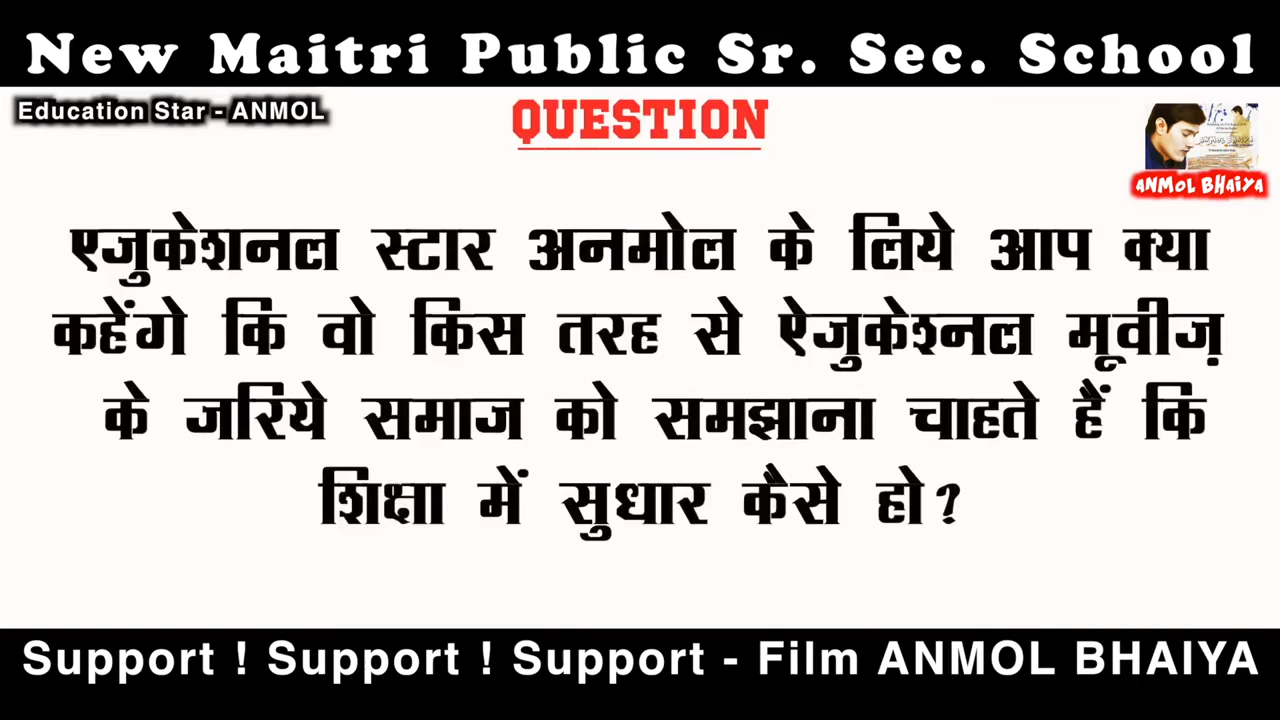 New Maitri Public Sr. Sec. School
Education Star - ANMOL
QUESTION
ANMOL BHAIYA
एजुकेशनल स्टार अनमोल के लिये आप क्या
कहेंगे कि वो किस तरह से ऐजुकेश्नल मूवीज़
के जरिये समाज को समझाना चाहते हैं कि
शिक्षा में सुधार कैसे हो?
Support ! Support ! Support - Film ANMOL BHAIYA